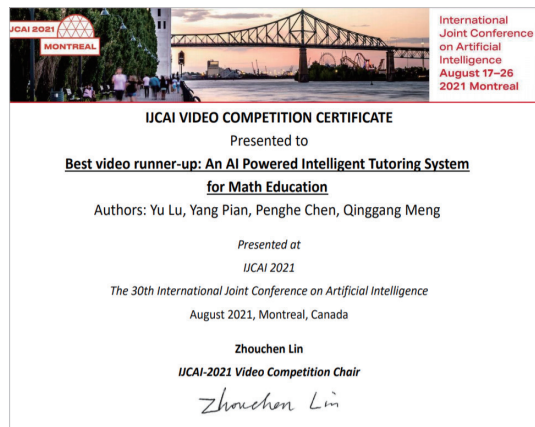 IJCAI 2021
MONTREAL
International
Joint Conference
on Artificial
Intelligence
August 17–26
2021 Montreal
IJCAI VIDEO COMPETITION CERTIFICATE
Presented to
Best video runner-up: An AI Powered Intelligent Tutoring System
for Math Education
Authors: Yu Lu, Yang Pian, Penghe Chen, Qinggang Meng
Presented at
IJCAI 2021
The 30th International Joint Conference on Artificial Intelligence
August 2021, Montreal, Canada
Zhouchen Lin
IJCAI-2021 Video Competition Chair
Zhouchen Lin